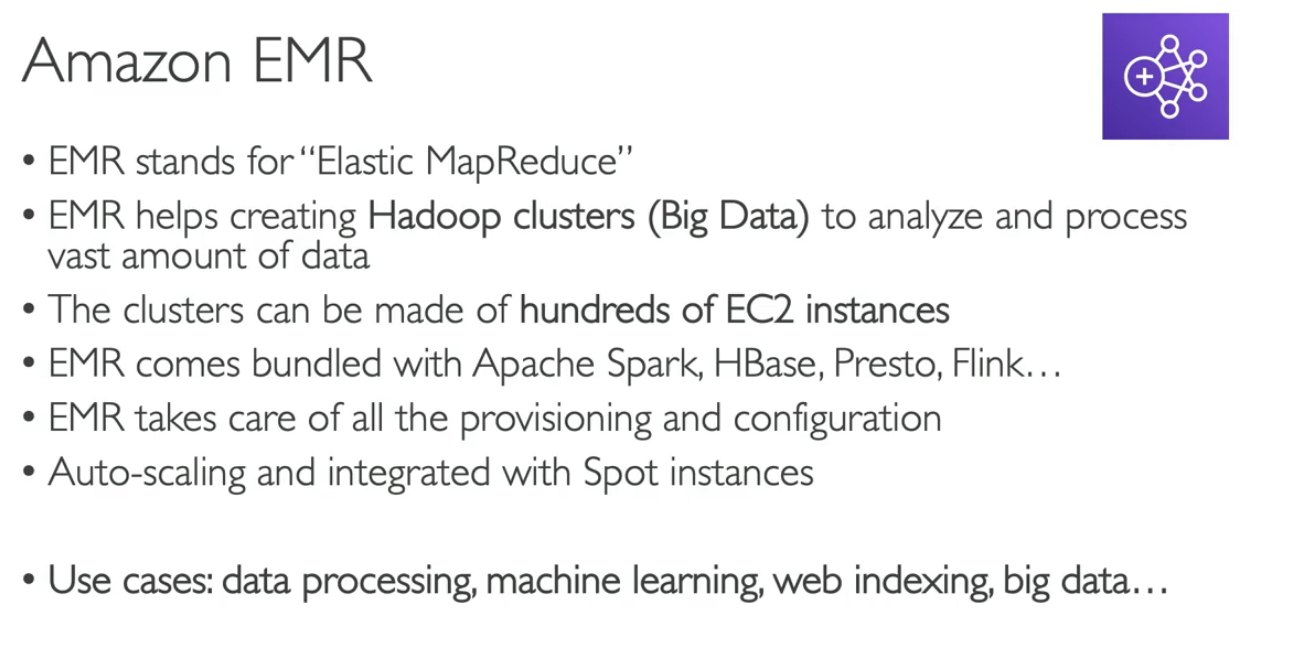 Amazon EMR
• EMR stands for “Elastic MapReduce”
• EMR helps creating Hadoop clusters (Big Data) to analyze and process
vast amount of data
• The clusters can be made of hundreds of EC2 instances
• EMR comes bundled with Apache Spark, HBase, Presto, Flink…
• EMR takes care of all the provisioning and configuration
• Auto-scaling and integrated with Spot instances
• Use cases: data processing, machine learning, web indexing, big data…